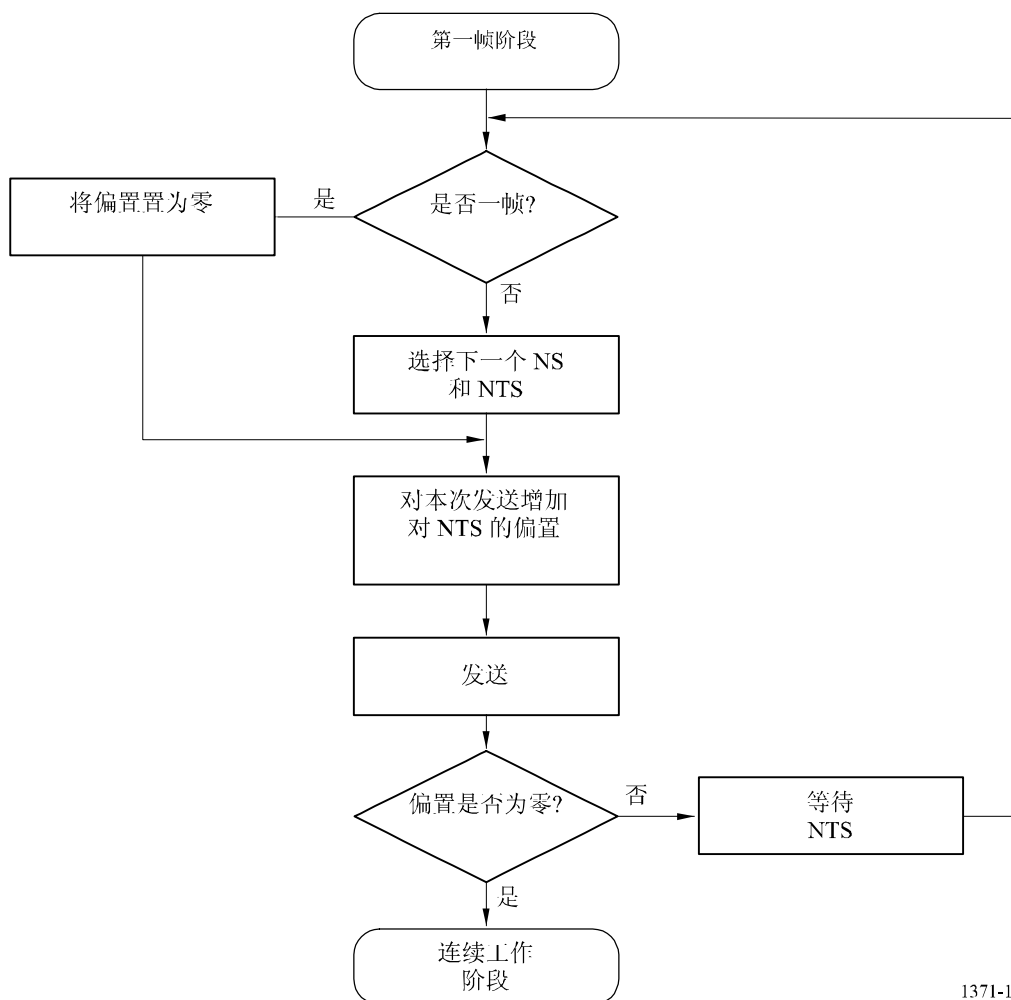 第一帧阶段
是否一帧?
是
将偏置置为零
否
选择下一个 NS
和 NTS
对本次发送增加
对 NTS 的偏置
发送
偏置是否为零?
否
等待
NTS
是
连续工作
阶段
1371-1